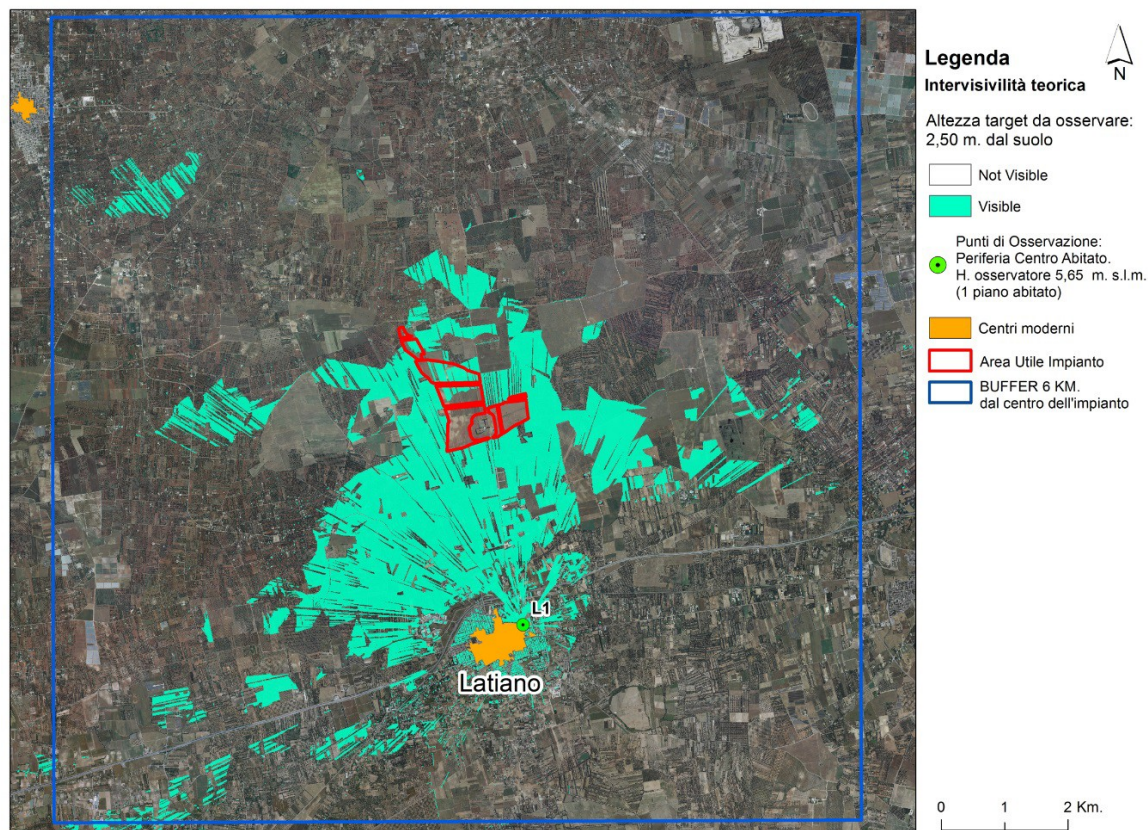 L1
Latiano
Legenda
N
Intervisivilità teorica
Altezza target da osservare:
2,50 m. dal suolo
Not Visible
Visible
Punti di Osservazione:
Periferia Centro Abitato.
H. osservatore 5,65 m. s.l.m.
(1 piano abitato)
Centri moderni
Area Utile Impianto
BUFFER 6 KM.
dal centro dell'impianto
0 1 2 Km.